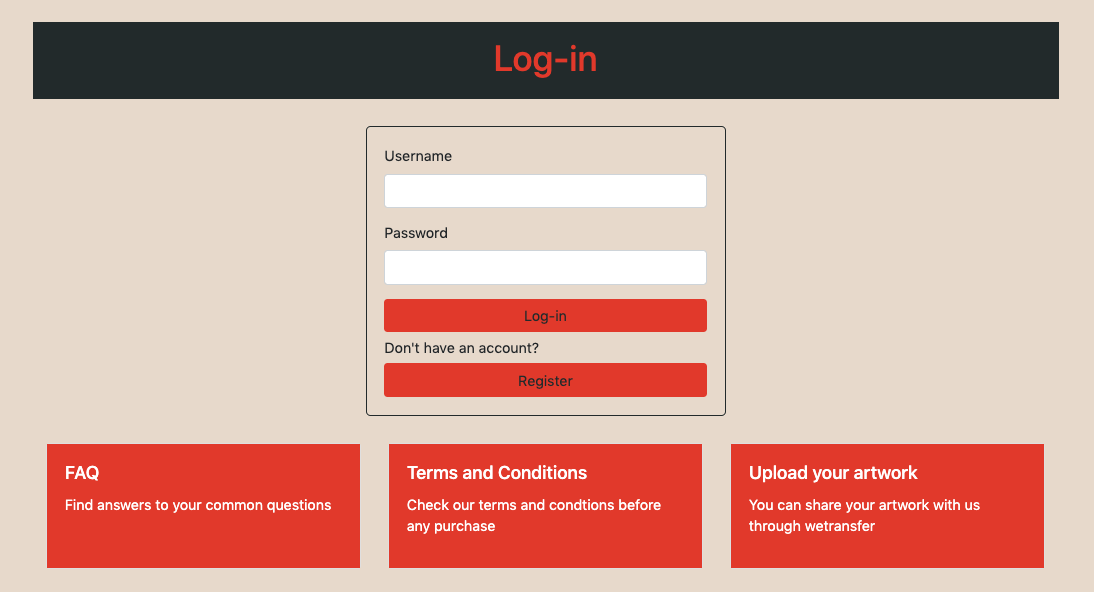 Log-in
Username
Password
Log-in
Don't have an account?
Register
FAQ
Find answers to your common questions
Terms and Conditions
Check our terms and condtions before
any purchase
Upload your artwork
You can share your artwork with us
through wetransfer